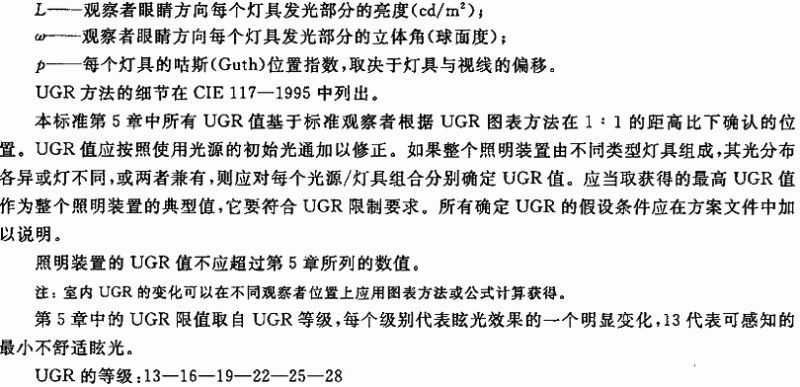 L——观察者眼睛方向每个灯具发光部分的亮度(cd/m²);
ω——观察者眼睛方向每个灯具发光部分的立体角(球面度);
p——每个灯具的咕斯(Guth)位置指数,取决于灯具与视线的偏移。
UGR 方法的细节在 CIE 117—1995 中列出。
本标准第 5 章中所有 UGR 值基于标准观察者根据 UGR 图表方法在 1:1 的距高比下确认的位
置。UGR 值应按照使用光源的初始光通加以修正。如果整个照明装置由不同类型灯具组成,其光分布
各异或灯不同,或两者兼有,则应对每个光源/灯具组合分别确定 UGR 值。应当取获得的最高 UGR 值
作为整个照明装置的典型值,它要符合 UGR 限制要求。所有确定 UGR 的假设条件应在方案文件中加
以说明。
照明装置的 UGR 值不应超过第 5 章所列的数值。
注:室内 UGR 的变化可以在不同观察者位置上应用图表方法或公式计算获得。
第 5 章中的 UGR 限值取自 UGR 等级,每个级别代表眩光效果的一个明显变化,13 代表可感知的
最小不舒适眩光。
UGR 的等级:13—16—19—22—25—28